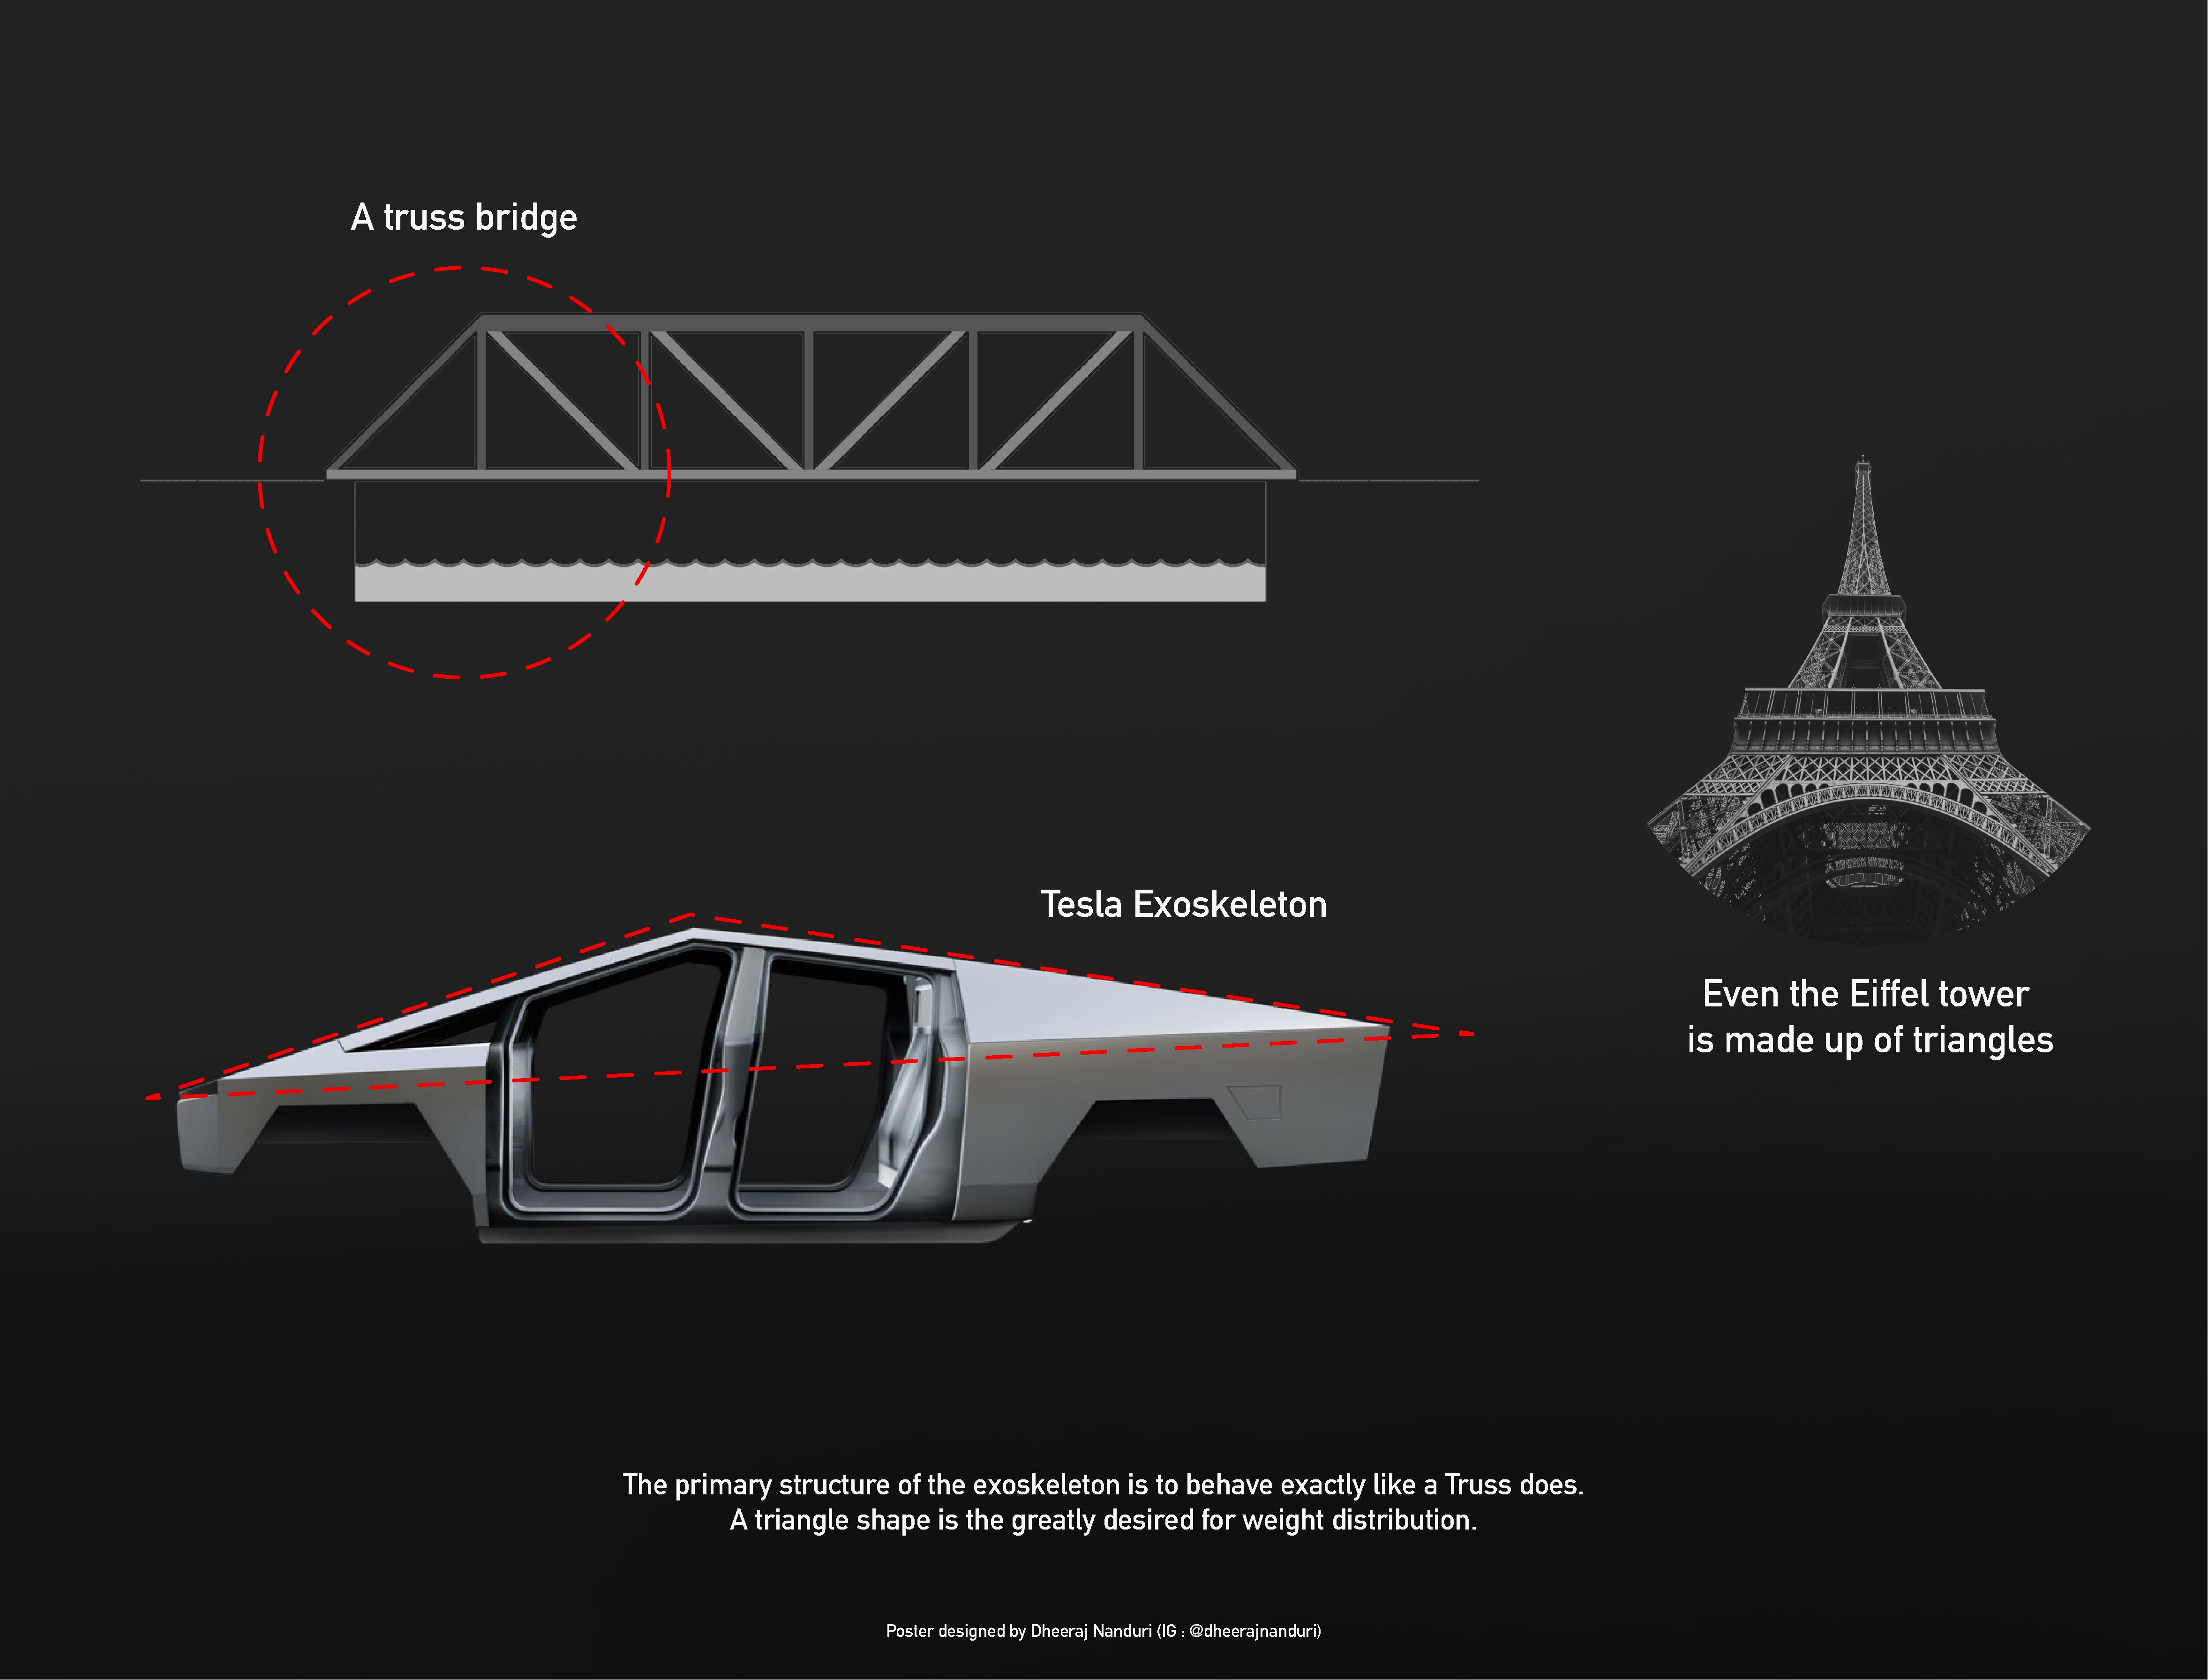 A truss bridge
Tesla Exoskeleton
Even the Eiffel tower
is made up of triangles
The primary structure of the exoskeleton is to behave exactly like a Truss does.
A triangle shape is the greatly desired for weight distribution.
Poster designed by Dheeraj Nanduri (IG : @dheerajnanduri)